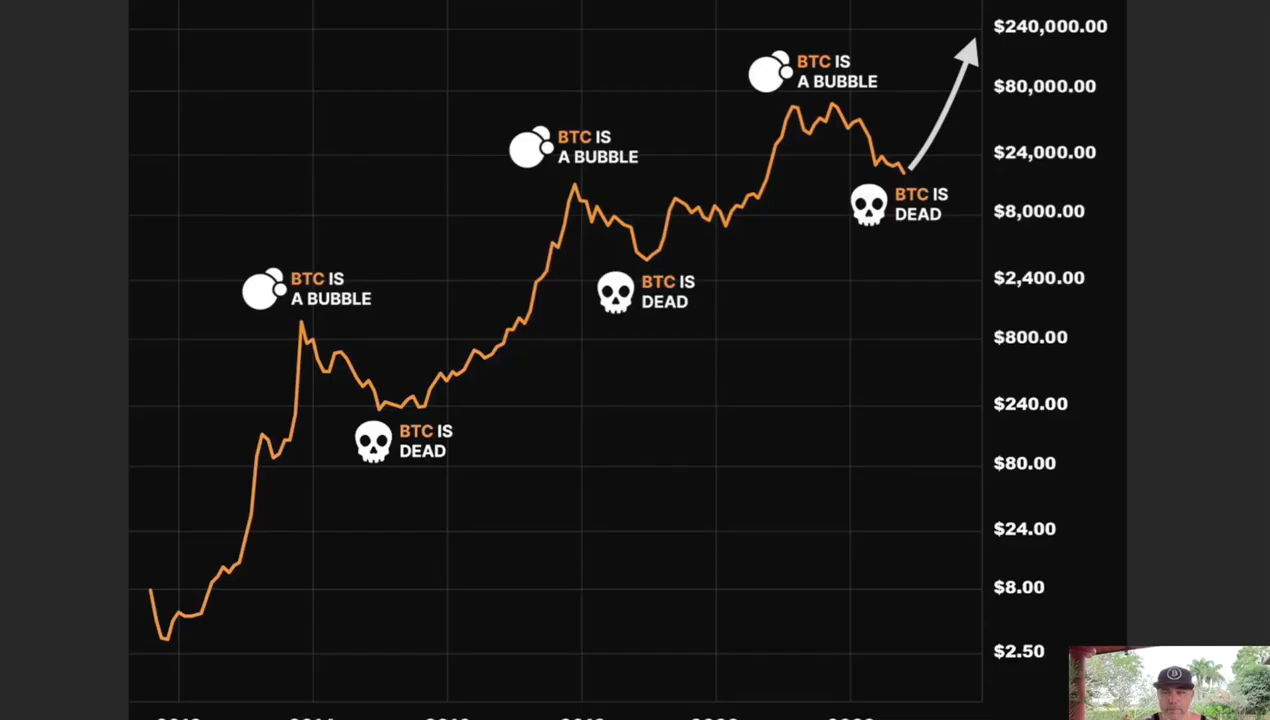 $240,000.00
BTC IS
A BUBBLE
$80,000.00
BTC IS
A BUBBLE
$24,000.00
BTC IS
DEAD
$8,000.00
BTC IS
A BUBBLE
BTC IS
DEAD
$2,400.00
$800.00
$240.00
BTC IS
DEAD
$80.00
$24.00
$8.00
$2.50